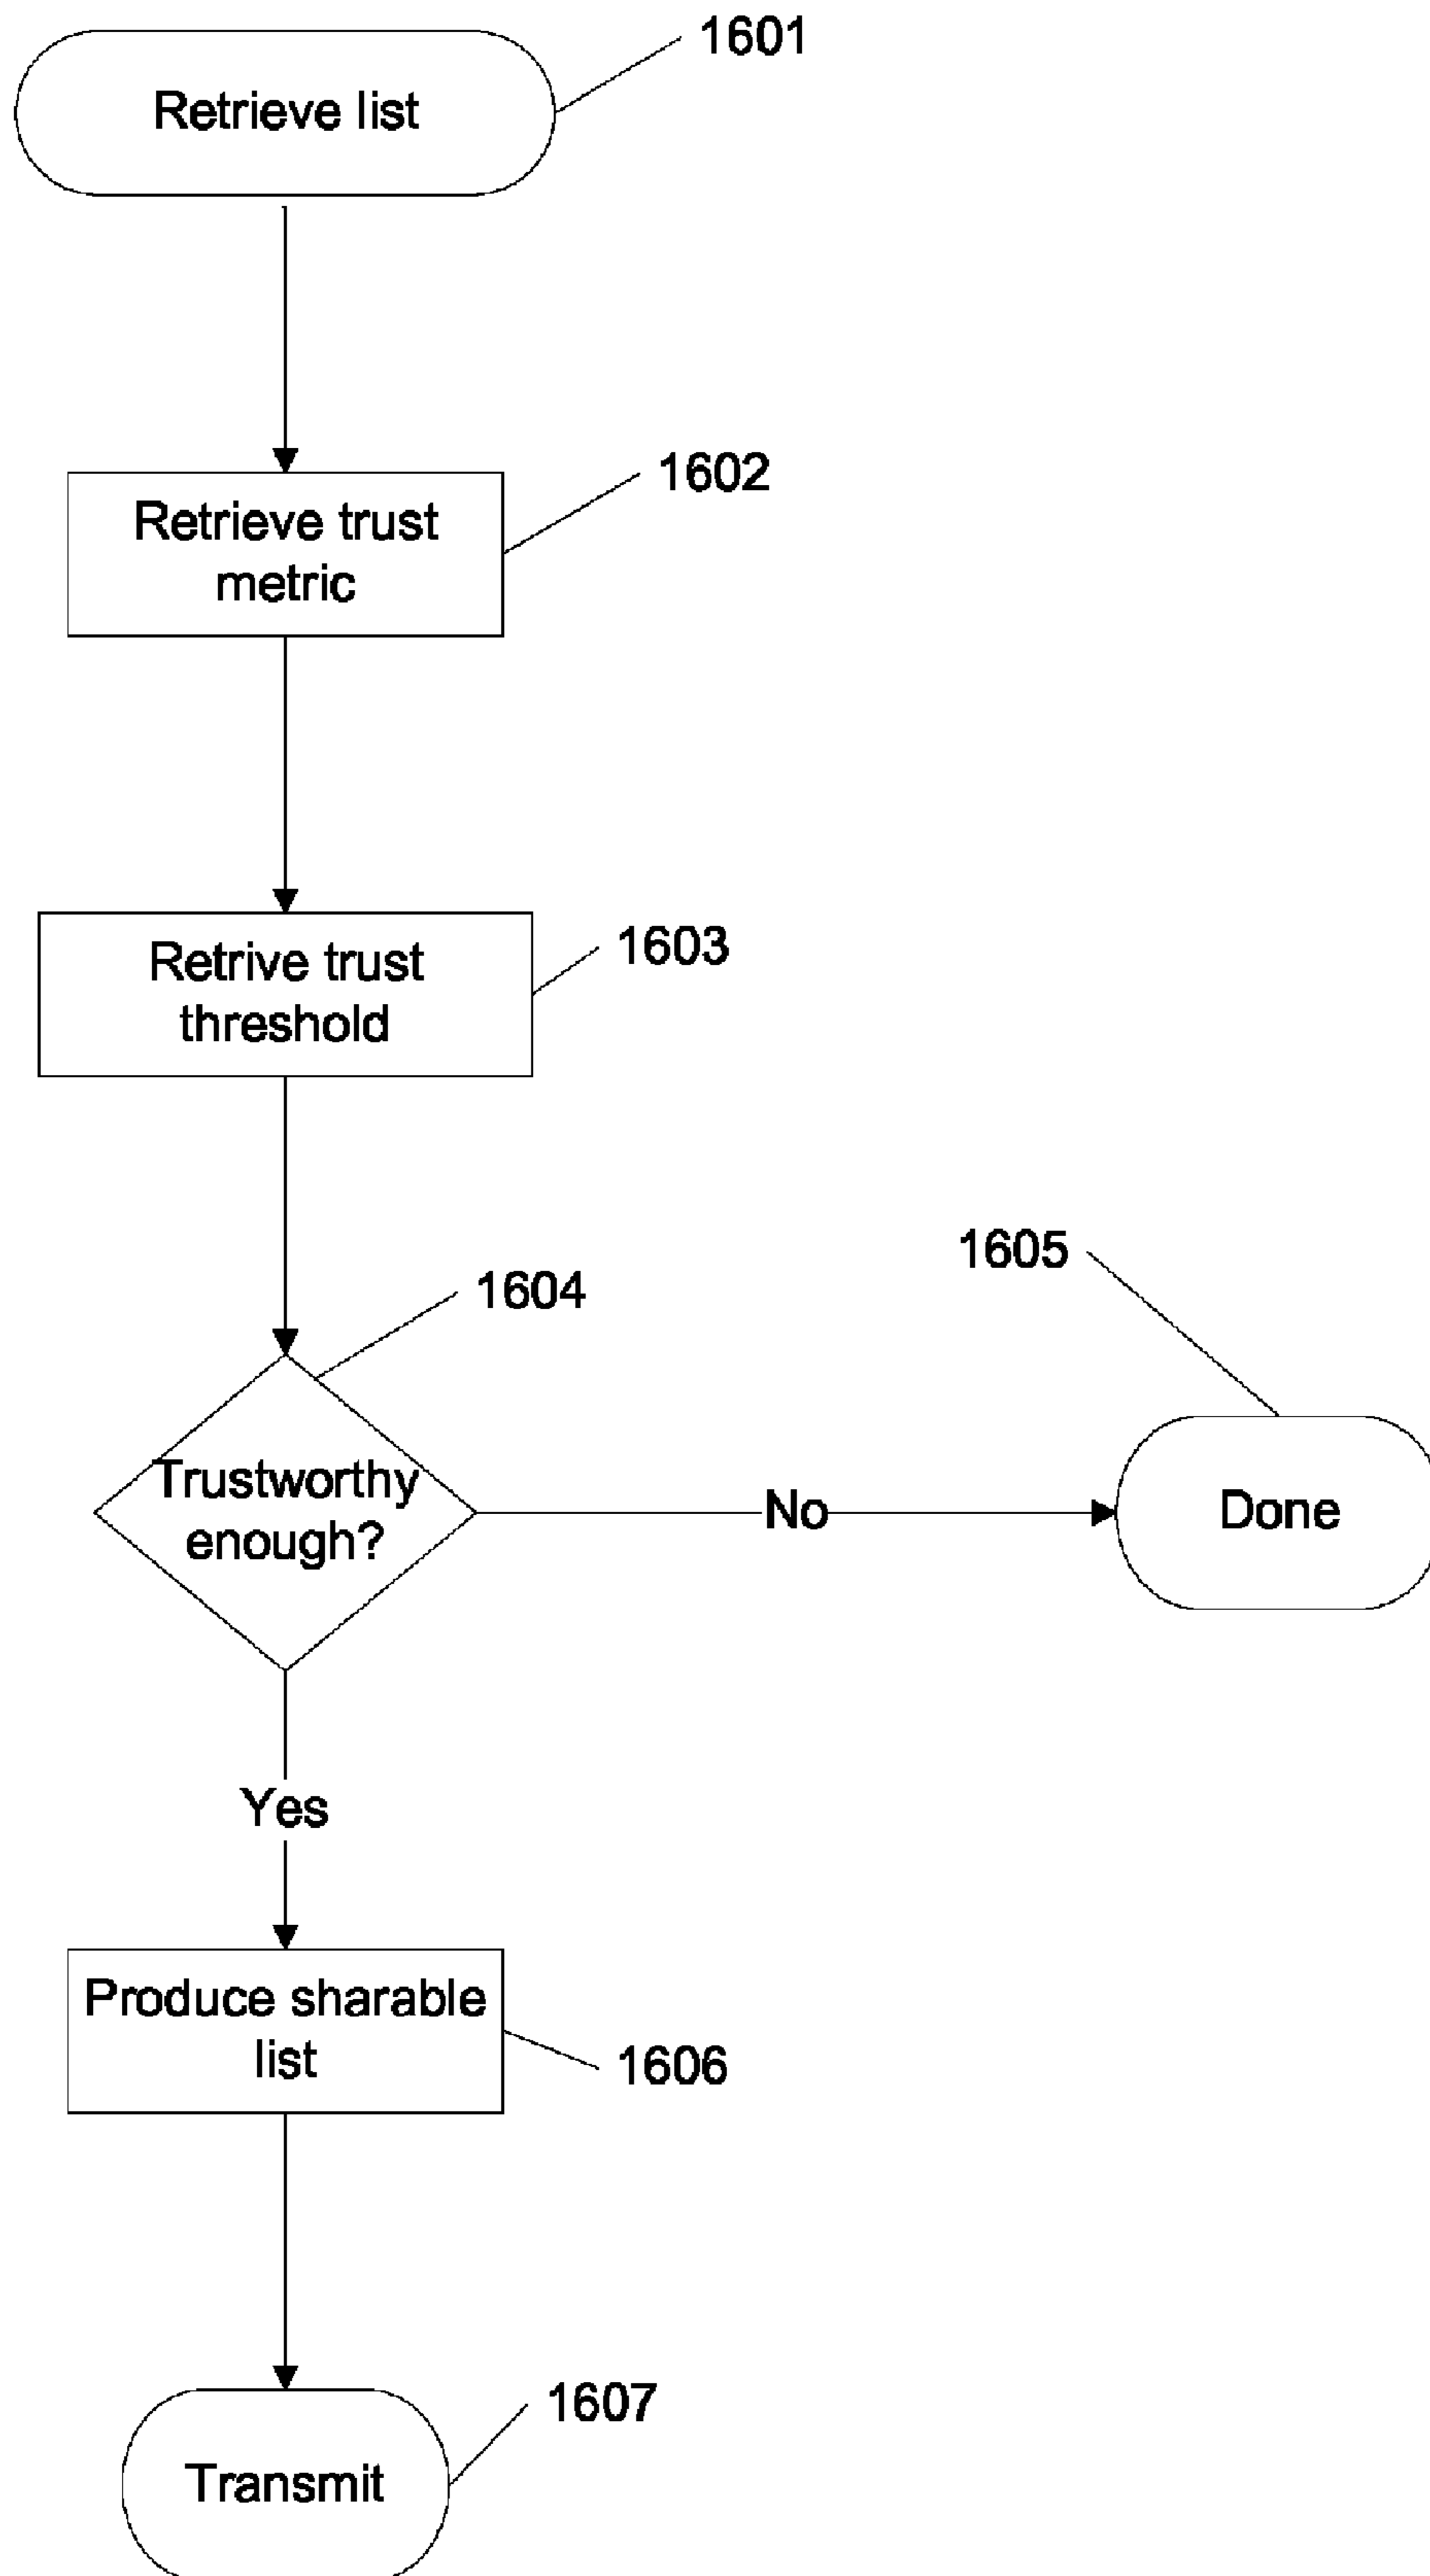 1601
Retrieve list
1602
Retrieve trust
metric
1603
Retrive trust
threshold
1605
1604
Trustworthy
enough?
No
Done
Yes
Produce sharable
list
1606
1607
Transmit